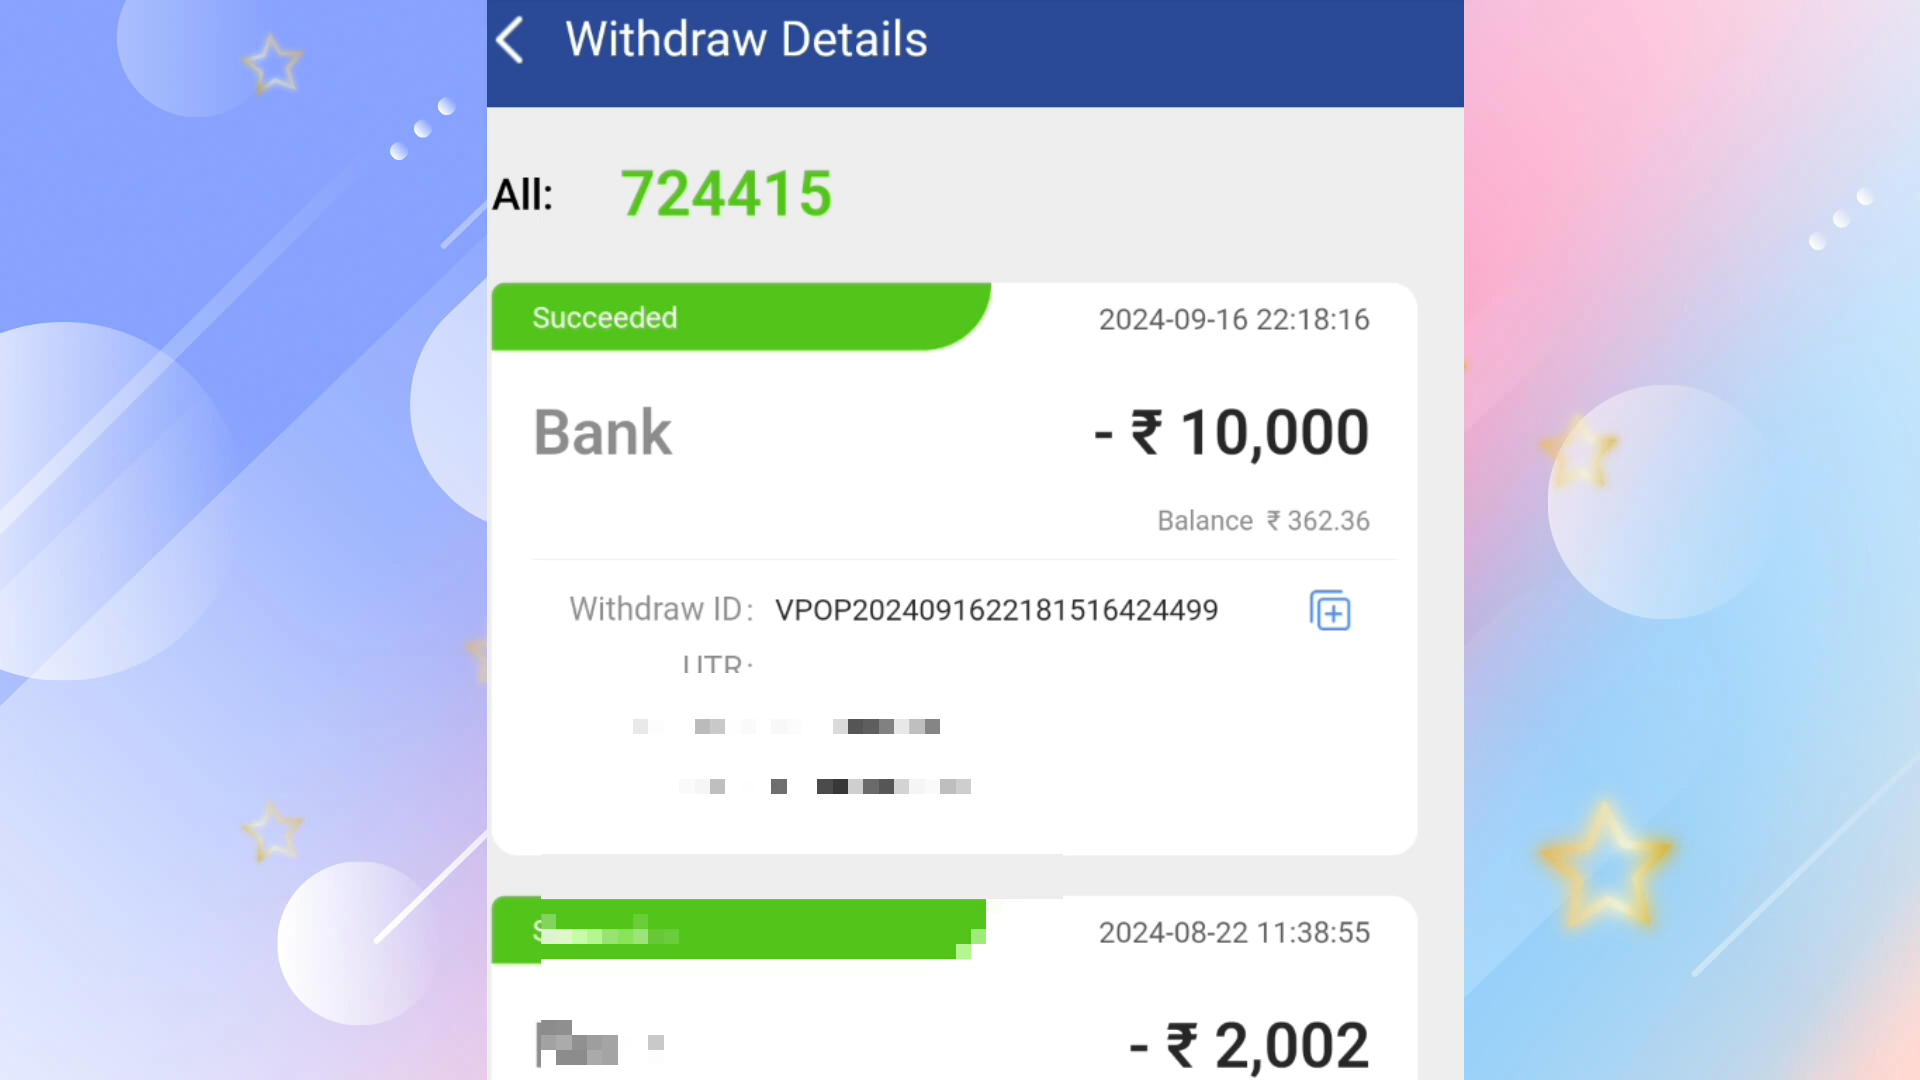 Withdraw Details
All: 724415
Succeeded 2024-09-16 22:18:16
Bank - ₹ 10,000
Balance ₹ 362.36
Withdraw ID: VPOP2024091622181516424499
UTR:
2024-08-22 11:38:55
- ₹ 2,002